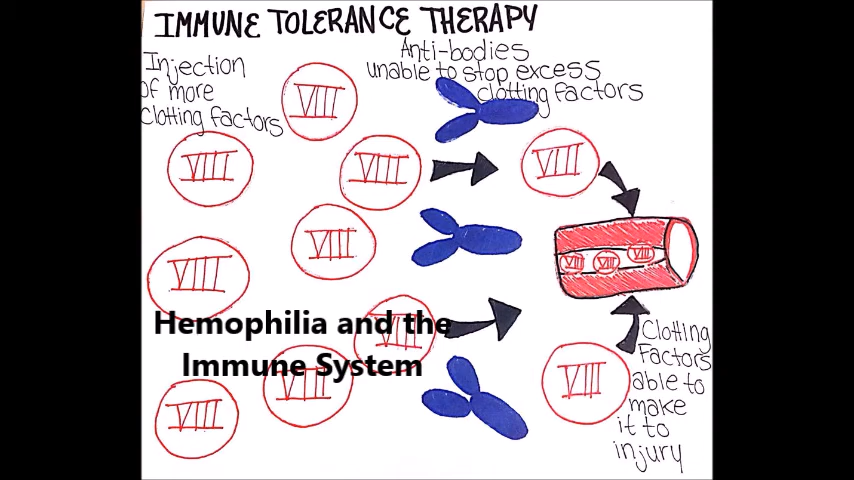 IMMUNE TOLERANCE THERAPY
Injection
of more
clotting factors
Anti-bodies
unable to stop excess
clotting factors
VIII
VIII
VIII
VIII
VIII
VIII
VIII VIII VIII
VIII
VIII
VIII
VIII
Hemophilia and the
Immune System
Clotting
Factors
able to
make
it to
injury